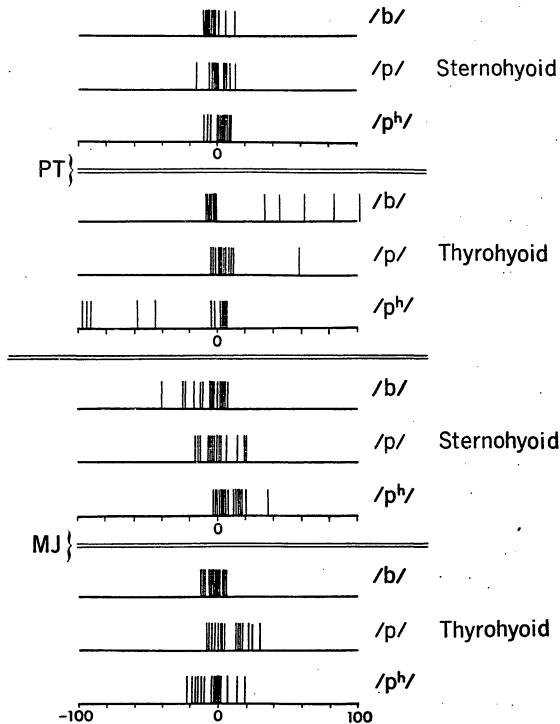 /b/
/p/ Sternohyoid
/pʰ/
0
PT}
/b/
/p/ Thyrohyoid
/pʰ/
0
/b/
/p/ Sternohyoid
/pʰ/
0
MJ}
/b/
/p/ Thyrohyoid
/pʰ/
-100 0 100